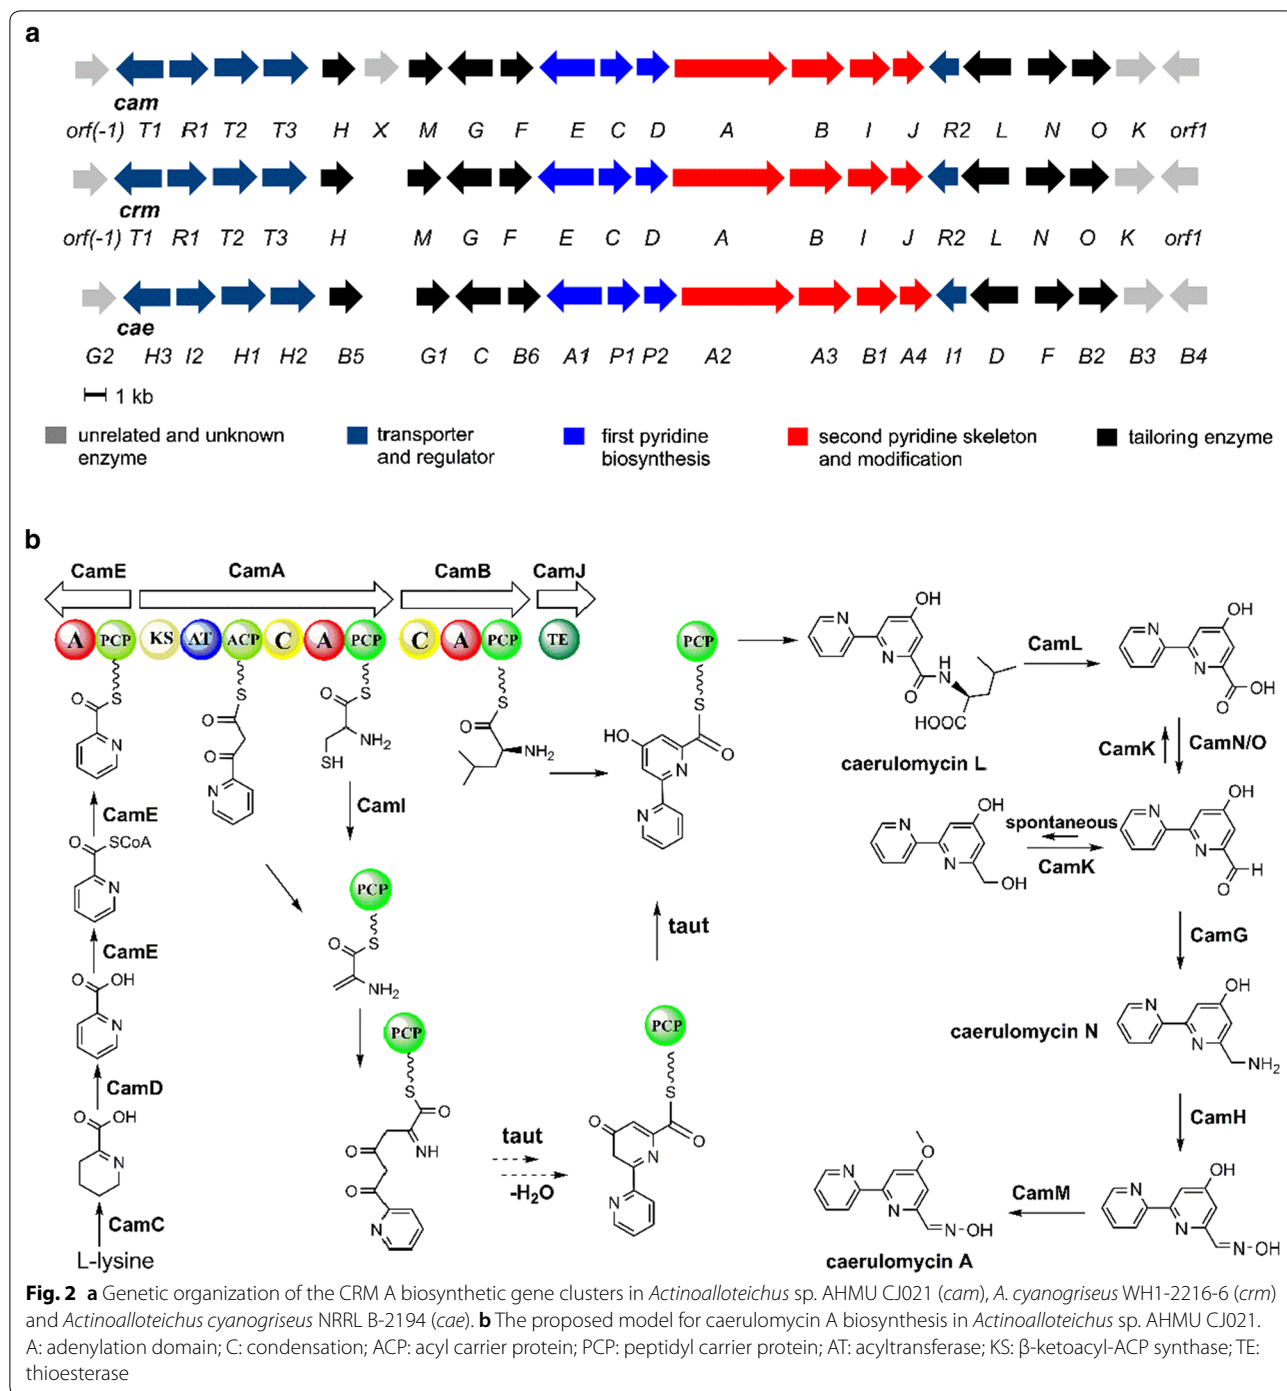 a
cam
orf(-1) T1 R1 T2 T3 H X M G F E C D A B I J R2 L N O K orf1
crm
orf(-1) T1 R1 T2 T3 H M G F E C D A B I J R2 L N O K orf1
cae
G2 H3 I2 H1 H2 B5 G1 C B6 A1 P1 P2 A2 A3 B1 A4 I1 D F B2 B3 B4
1 kb
unrelated and unknown
enzyme
transporter
and regulator
first pyridine
biosynthesis
second pyridine skeleton
and modification
tailoring enzyme
b
CamE CamA CamB CamJ
A PCP KS AT ACP C A PCP C A PCP TE
S S S S
O O O O
N O NH2 NH2
SH
N
CamE
CamI
O SCoA
N
CamE
PCP
S
O
NH2
O OH
N
CamD
PCP
S
O
NH
O
O
N
O OH
N
CamC
L-lysine
taut
-H2O
PCP
S
O
O
N
N
taut
PCP
S
O
HO
N
N
OH
N
N
O
HN
HOOC
caerulomycin L
CamL
OH
N
N
OH
O
CamK CamN/O
OH
N
N
OH
spontaneous
CamK
OH
N
N
H
O
CamG
OH
N
N
NH2
caerulomycin N
CamH
OH
N
N
N-OH
CamM
O
N
N
N-OH
caerulomycin A
Fig. 2 a Genetic organization of the CRM A biosynthetic gene clusters in Actinoalloteichus sp. AHMU CJ021 (cam), A. cyanogriseus WH1-2216-6 (crm)
and Actinoalloteichus cyanogriseus NRRL B-2194 (cae). b The proposed model for caerulomycin A biosynthesis in Actinoalloteichus sp. AHMU CJ021.
A: adenylation domain; C: condensation; ACP: acyl carrier protein; PCP: peptidyl carrier protein; AT: acyltransferase; KS: β-ketoacyl-ACP synthase; TE:
thioesterase